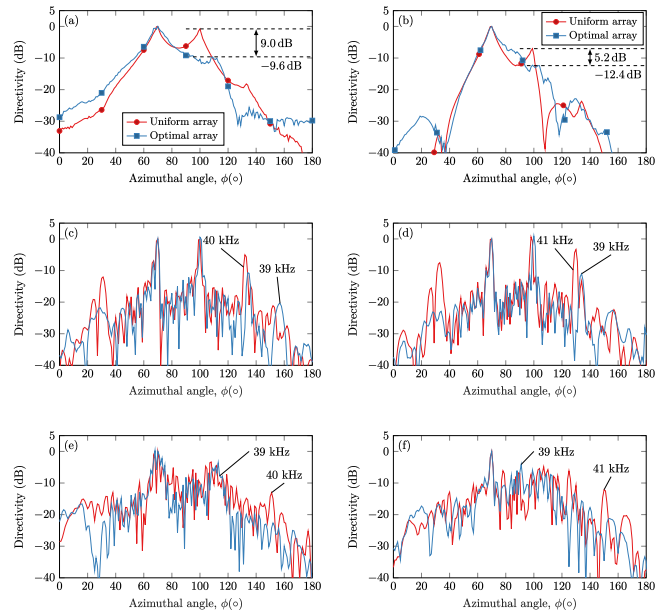 (a)
0
−10
−20
−30
−40
Directivity (dB)
9.0 dB
−9.6 dB
Uniform array
Optimal array
0 20 40 60 80 100 120 140 160 180
Azimuthal angle, ϕ(∘)
(b)
0
−10
−20
−30
−40
Directivity (dB)
Uniform array
Optimal array
5.2 dB
−12.4 dB
0 20 40 60 80 100 120 140 160 180
Azimuthal angle, ϕ(∘)
(c)
0
−10
−20
−30
−40
Directivity (dB)
40 kHz
39 kHz
0 20 40 60 80 100 120 140 160 180
Azimuthal angle, ϕ(∘)
(d)
0
−10
−20
−30
−40
Directivity (dB)
41 kHz
39 kHz
0 20 40 60 80 100 120 140 160 180
Azimuthal angle, ϕ(∘)
(e)
0
−10
−20
−30
−40
Directivity (dB)
39 kHz
40 kHz
0 20 40 60 80 100 120 140 160 180
Azimuthal angle, ϕ(∘)
(f)
0
−10
−20
−30
−40
Directivity (dB)
39 kHz
41 kHz
0 20 40 60 80 100 120 140 160 180
Azimuthal angle, ϕ(∘)